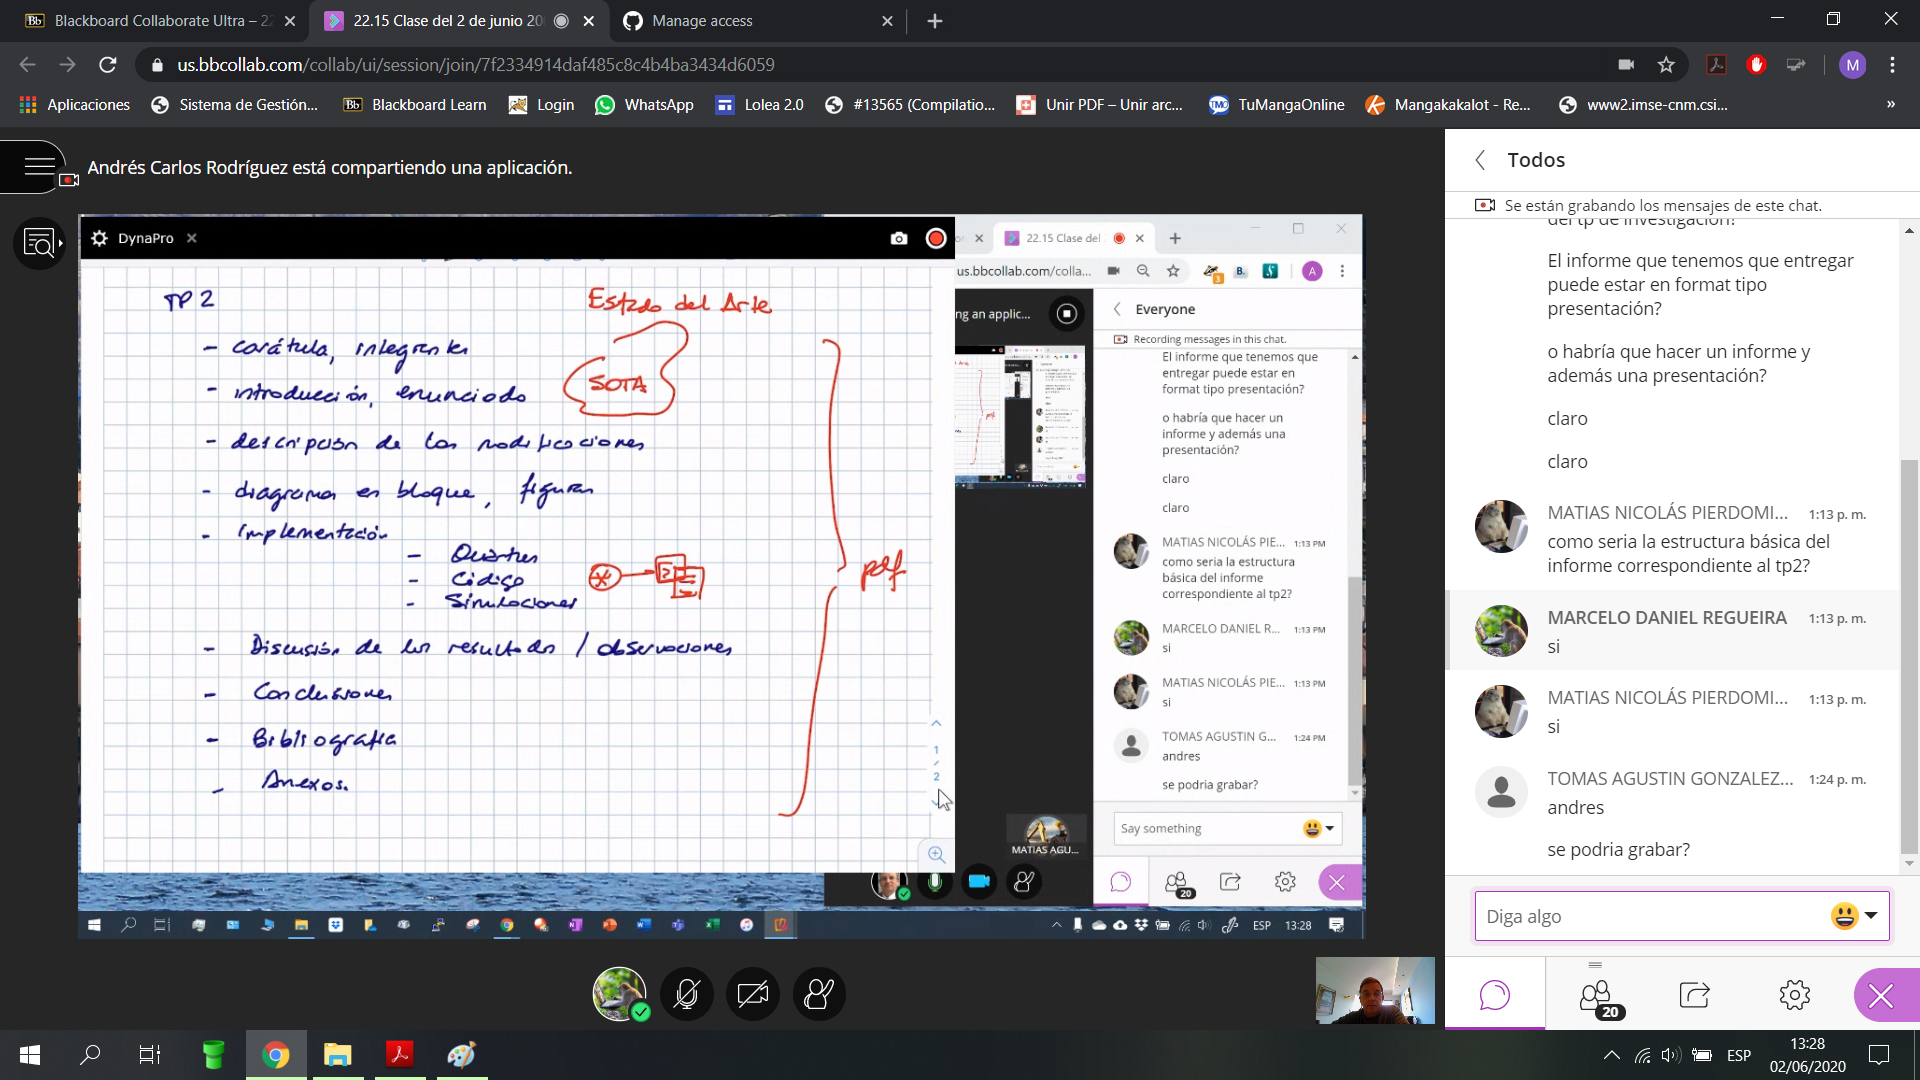 Blackboard Collaborate Ultra – 22
22.15 Clase del 2 de junio 20
Manage access
us.bbcollab.com/collab/ui/session/join/7f2334914daf485c8c4b4ba3434d6059
M
Aplicaciones
Sistema de Gestión...
Bb
Blackboard Learn
Login
WhatsApp
Lolea 2.0
#13565 (Compilatio...
Unir PDF – Unir arc...
TuMangaOnline
Mangakakalot - Re...
www2.imse-cnm.csi...
»
Andrés Carlos Rodríguez está compartiendo una aplicación.
DynaPro
TP 2
Estado del Arte
- carátula, integrantes
- introducción, enunciado
SOTA
- descripción de las modificaciones
- diagrama en bloque, figuras
- implementación
- Quartus
- Código
- Simulaciones
pdf
- Discusión de los resultados / observaciones
- Conclusiones
- Bibliografía
- Anexos.
1
2
22.15 Clase del
us.bbcollab.com/colla...
A
ng an applic...
Everyone
Recording messages in this chat.
El informe que tenemos que
entregar puede estar en
format tipo presentación?
o habría que hacer un
informe y además una
presentación?
claro
claro
MATIAS NICOLÁS PIE... 1:13 PM
como seria la estructura
básica del informe
correspondiente al tp2?
MARCELO DANIEL R... 1:13 PM
si
MATIAS NICOLÁS PIE... 1:13 PM
si
TOMAS AGUSTIN G... 1:24 PM
andres
se podria grabar?
MATIAS AGU...
Say something
20
ESP 13:28
Todos
Se están grabando los mensajes de este chat.
del tp de investigación?
El informe que tenemos que entregar
puede estar en format tipo
presentación?
o habría que hacer un informe y
además una presentación?
claro
claro
MATIAS NICOLÁS PIERDOMI... 1:13 p. m.
como seria la estructura básica del
informe correspondiente al tp2?
MARCELO DANIEL REGUEIRA 1:13 p. m.
si
MATIAS NICOLÁS PIERDOMI... 1:13 p. m.
si
TOMAS AGUSTIN GONZALEZ... 1:24 p. m.
andres
se podria grabar?
Diga algo
20
ESP
13:28
02/06/2020